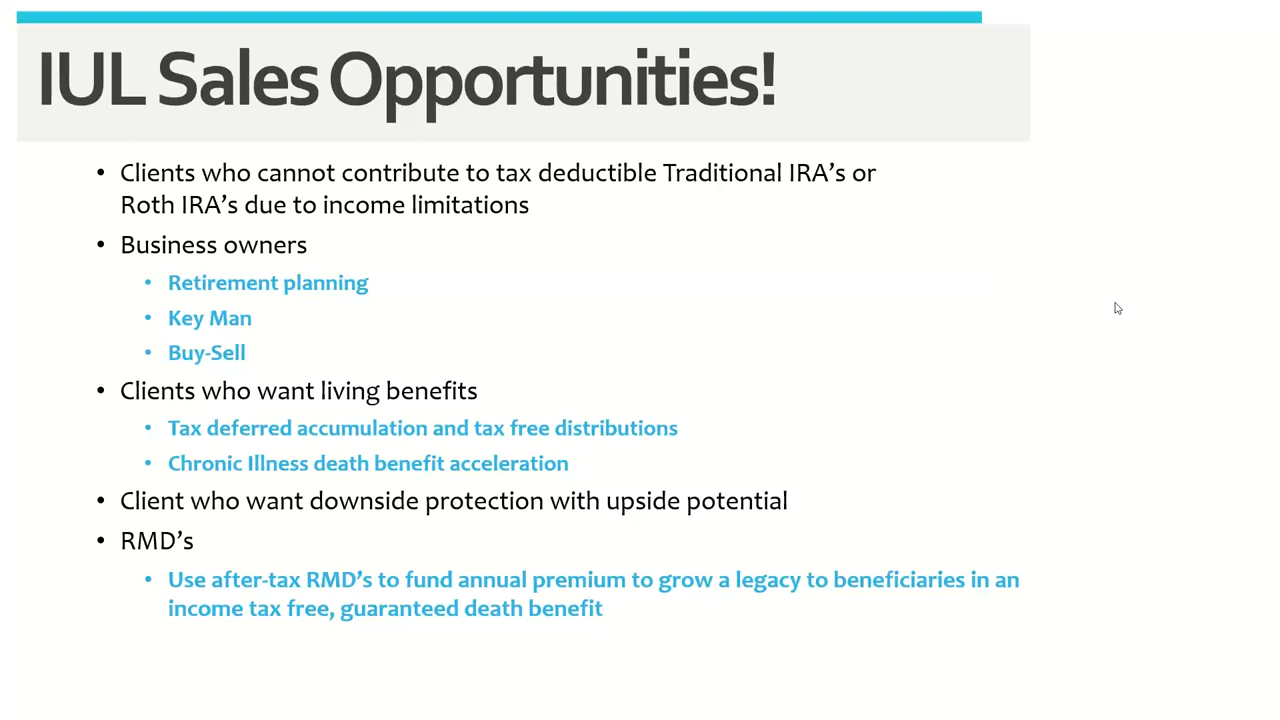 IUL Sales Opportunities!
• Clients who cannot contribute to tax deductible Traditional IRA’s or
Roth IRA’s due to income limitations
• Business owners
• Retirement planning
• Key Man
• Buy-Sell
• Clients who want living benefits
• Tax deferred accumulation and tax free distributions
• Chronic Illness death benefit acceleration
• Client who want downside protection with upside potential
• RMD’s
• Use after-tax RMD’s to fund annual premium to grow a legacy to beneficiaries in an
income tax free, guaranteed death benefit